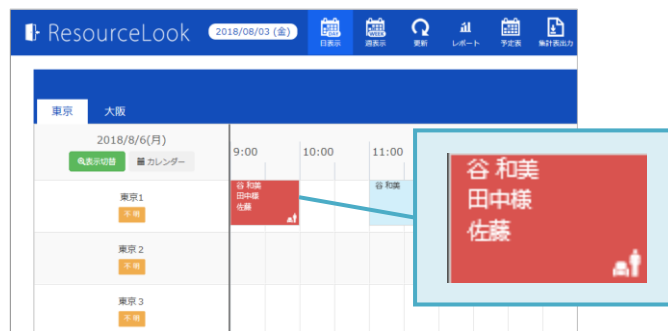 ResourceLook
2018/08/03 (金)
日表示
週表示
更新
レポート
予定表
集計表出力
東京
大阪
2018/8/6(月)
表示切替
カレンダー
9:00
10:00
11:00
東京1
不明
谷 和美
田中様
佐藤
谷 和美
東京 2
不明
東京 3
不明
谷 和美
田中様
佐藤